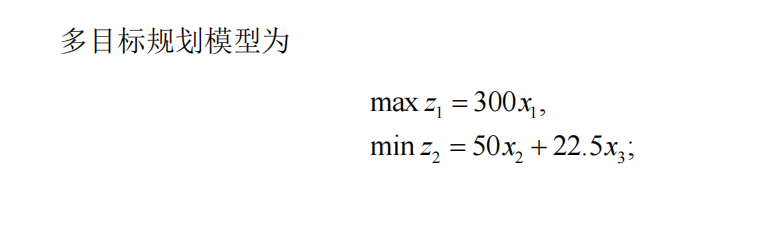 多目标规划模型为
max z₁ = 300x₁,
min z₂ = 50x₂ + 22.5x₃;